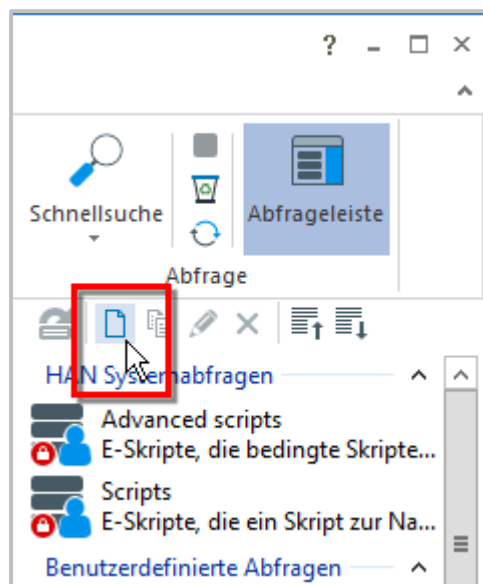 ?
Schnellsuche
Abfrageleiste
Abfrage
HAN Systemabfragen
Advanced scripts
E-Skripte, die bedingte Skripte...
Scripts
E-Skripte, die ein Skript zur Na...
Benutzerdefinierte Abfragen